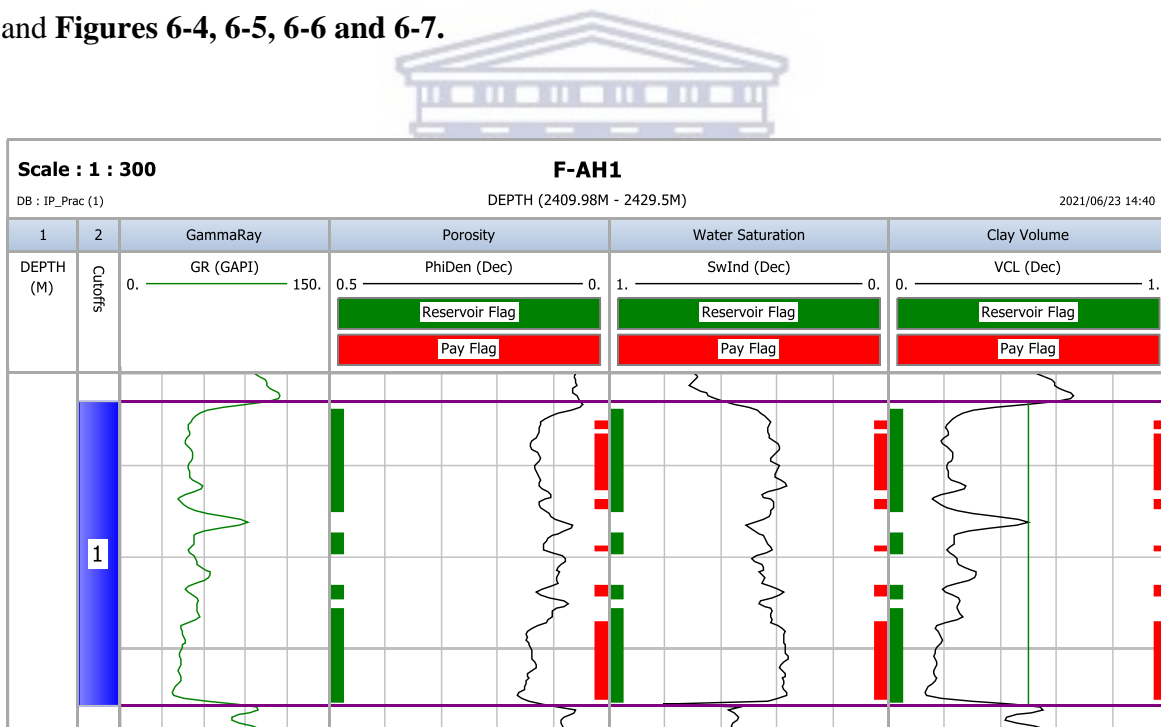 and Figures 6-4, 6-5, 6-6 and 6-7.
Scale : 1 : 300
F-AH1
DB : IP_Prac (1)
DEPTH (2409.98M - 2429.5M)
2021/06/23 14:40
1 2 GammaRay Porosity Water Saturation Clay Volume
DEPTH
(M)
Cutoffs
GR (GAPI)
0. 150.
PhiDen (Dec)
0.5 0.
Reservoir Flag
Pay Flag
SwInd (Dec)
1. 0.
Reservoir Flag
Pay Flag
VCL (Dec)
0. 1.
Reservoir Flag
Pay Flag
1